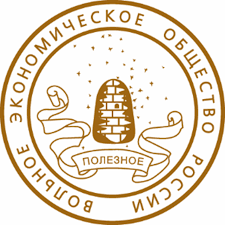 ВОЛЬНОЕ ЭКОНОМИЧЕСКОЕ ОБЩЕСТВО РОССИИ
ПОЛЕЗНОЕ